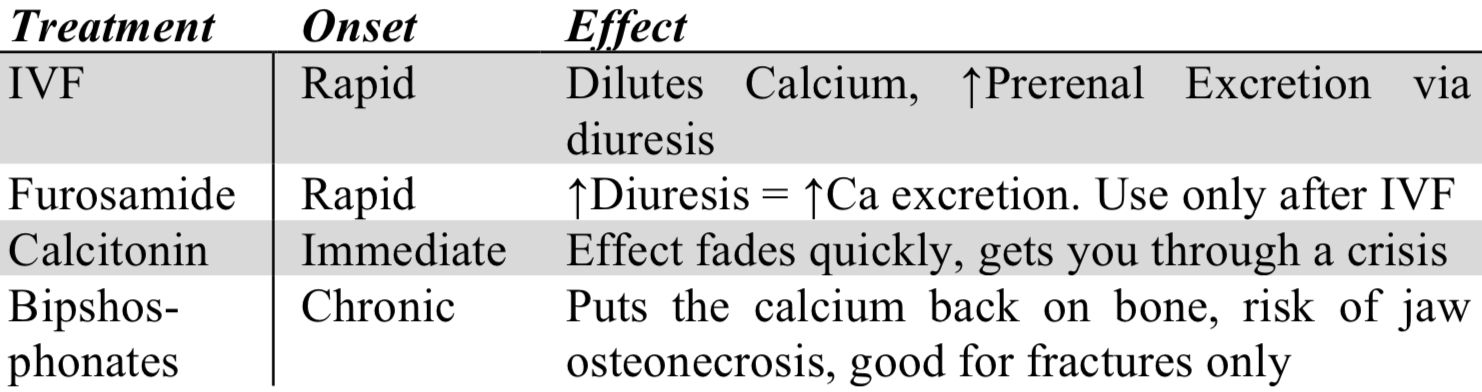 Treatment Onset Effect
IVF Rapid Dilutes Calcium, ↑Prerenal Excretion via
diuresis
Furosamide Rapid ↑Diuresis = ↑Ca excretion. Use only after IVF
Calcitonin Immediate Effect fades quickly, gets you through a crisis
Bipshos- Chronic Puts the calcium back on bone, risk of jaw
phonates osteonecrosis, good for fractures only